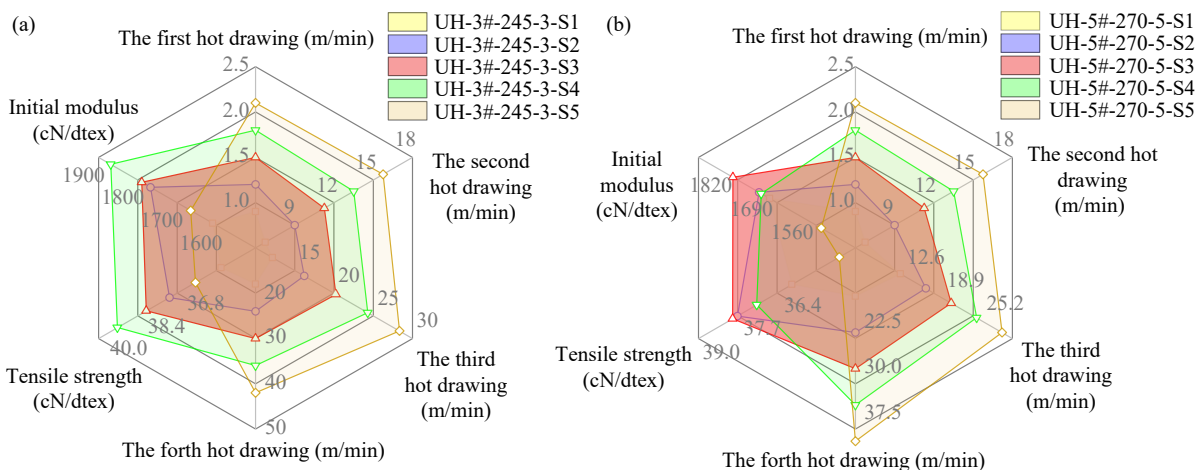 (a)
The first hot drawing (m/min)
UH-3#-245-3-S1
UH-3#-245-3-S2
UH-3#-245-3-S3
UH-3#-245-3-S4
UH-3#-245-3-S5
2.5
2.0
1.5
1.0
Initial modulus
(cN/dtex)
1900
1800
1700
1600
18
15
12
9
The second
hot drawing
(m/min)
15
20
25
30
The third
hot drawing
(m/min)
20
30
40
50
The forth hot drawing (m/min)
36.8
38.4
40.0
Tensile strength
(cN/dtex)
(b)
The first hot drawing (m/min)
UH-5#-270-5-S1
UH-5#-270-5-S2
UH-5#-270-5-S3
UH-5#-270-5-S4
UH-5#-270-5-S5
2.5
2.0
1.5
1.0
Initial
modulus
(cN/dtex)
1820
1690
1560
18
15
12
9
The second hot
drawing
(m/min)
12.6
18.9
25.2
The third
hot drawing
(m/min)
22.5
30.0
37.5
The forth hot drawing (m/min)
36.4
37.7
39.0
Tensile strength
(cN/dtex)